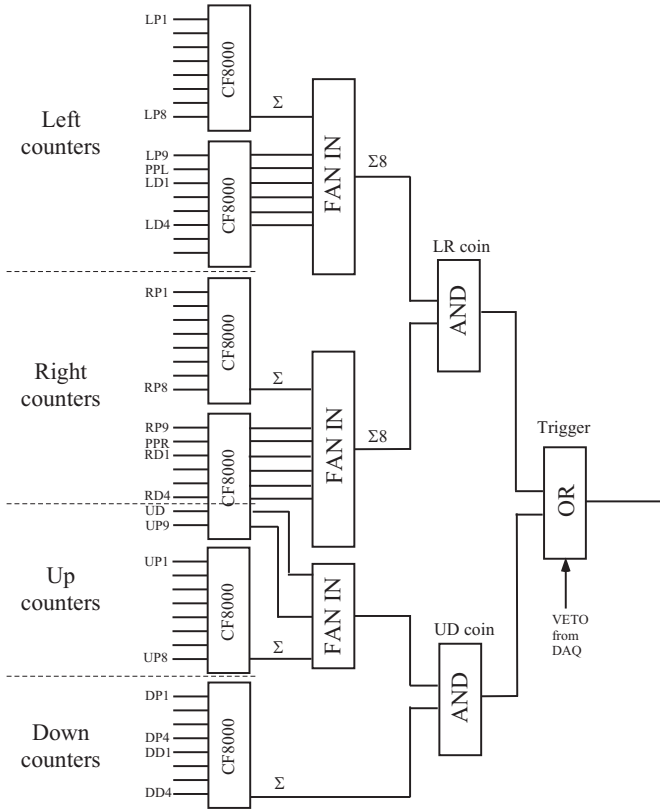 LP1
CF8000
LP8
Σ
Left
counters
LP9
PPL
LD1
LD4
CF8000
FAN IN
Σ8
LR coin
AND
RP1
CF8000
RP8
Σ
Right
counters
RP9
PPR
RD1
RD4
CF8000
FAN IN
Σ8
Trigger
OR
VETO
from
DAQ
UD
UP9
UP1
Up
counters
CF8000
UP8
Σ
FAN IN
UD coin
AND
DP1
DP4
DD1
DD4
Down
counters
CF8000
Σ